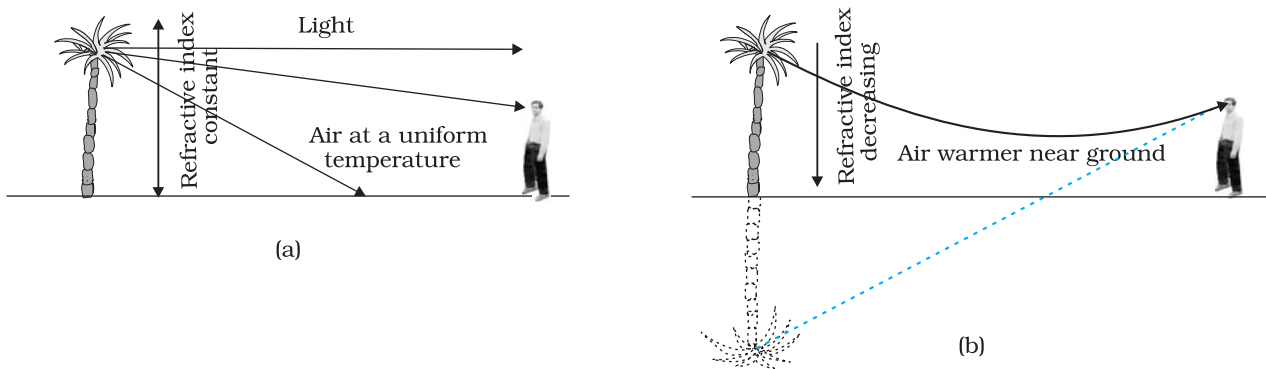 Light
Refractive index
constant
Air at a uniform
temperature
(a)
Refractive index
decreasing
Air warmer near ground
(b)